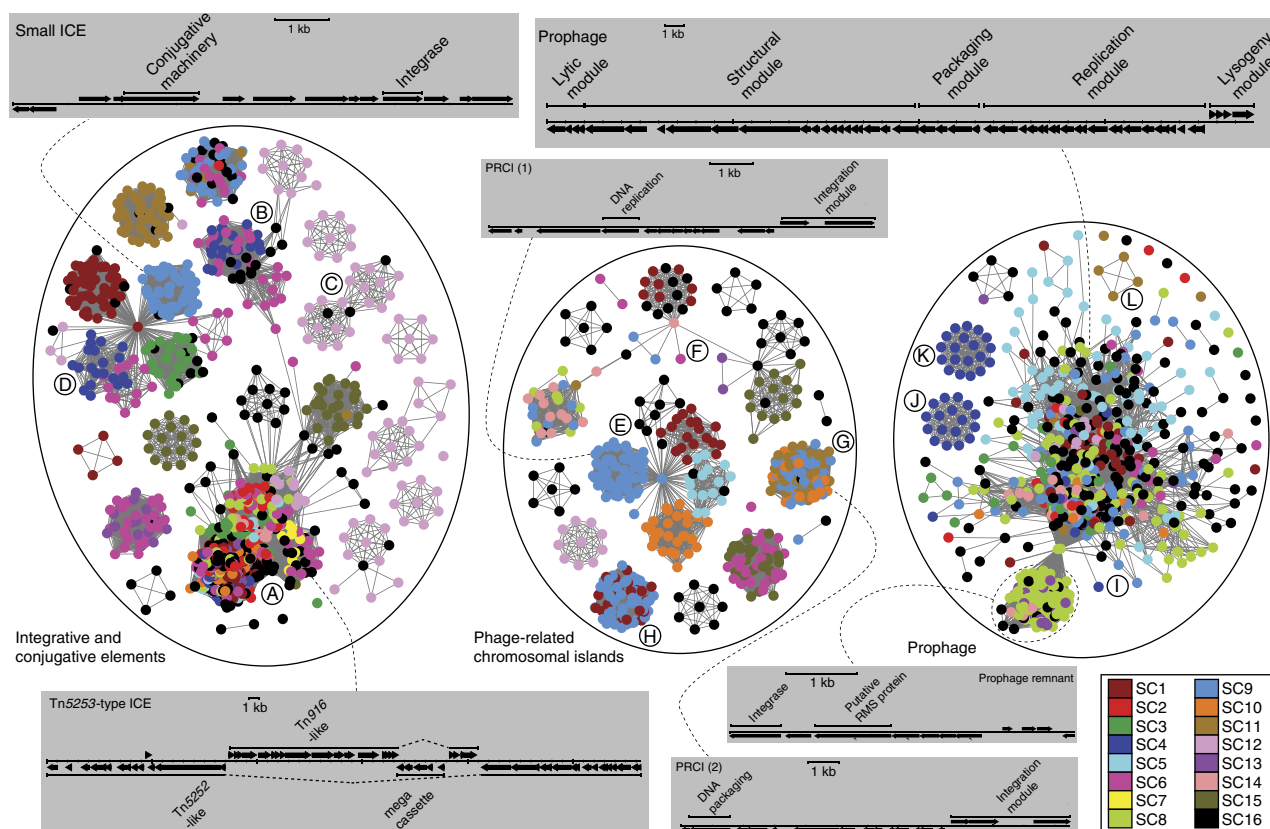 Small ICE
1 kb
Conjugative
machinery
Integrase
Prophage
1 kb
Lytic
module
Structural
module
Packaging
module
Replication
module
Lysogeny
module
PRCI (1)
1 kb
DNA
replication
Integration
module
B
C
D
A
E
F
G
H
L
K
J
I
Integrative and
conjugative elements
Phage-related
chromosomal islands
Prophage
Tn5253-type ICE
1 kb
Tn916
-like
Tn5252
-like
mega
cassette
Prophage remnant
1 kb
Integrase
Putative
RMS protein
PRCI (2)
1 kb
DNA
packaging
Integration
module
SC1
SC2
SC3
SC4
SC5
SC6
SC7
SC8
SC9
SC10
SC11
SC12
SC13
SC14
SC15
SC16